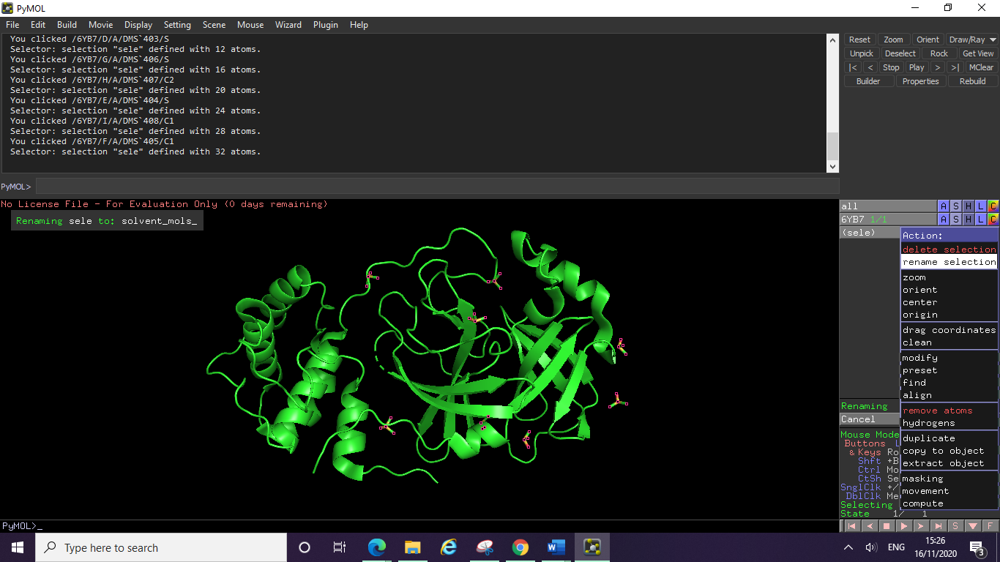 PyMOL
File Edit Build Movie Display Setting Scene Mouse Wizard Plugin Help
You clicked /6YB7/D/A/DMS`403/S
Selector: selection "sele" defined with 12 atoms.
You clicked /6YB7/G/A/DMS`406/S
Selector: selection "sele" defined with 16 atoms.
You clicked /6YB7/H/A/DMS`407/C2
Selector: selection "sele" defined with 20 atoms.
You clicked /6YB7/E/A/DMS`404/S
Selector: selection "sele" defined with 24 atoms.
You clicked /6YB7/I/A/DMS`408/C1
Selector: selection "sele" defined with 28 atoms.
You clicked /6YB7/F/A/DMS`405/C1
Selector: selection "sele" defined with 32 atoms.
PyMOL>
Reset Zoom Orient Draw/Ray
Unpick Deselect Rock Get View
|< < Stop Play > >| MClear
Builder Properties Rebuild
No License File - For Evaluation Only (0 days remaining)
Renaming sele to: solvent_mols_
all A S H L C
6YB7 1/1 A S H L C
(sele)
Action:
delete selection
rename selection
zoom
orient
center
origin
drag coordinates
clean
modify
preset
find
align
remove atoms
hydrogens
duplicate
copy to object
extract object
masking
movement
compute
Renaming
Cancel
Mouse Mode
Buttons L
& Keys Ro
Shft +B
Ctrl Mo
CtSh Se
SnglClk +/
DblClk Me
Selecting
State 1/ 1
PyMOL>_
S F
Type here to search
ENG
15:26
16/11/2020
3